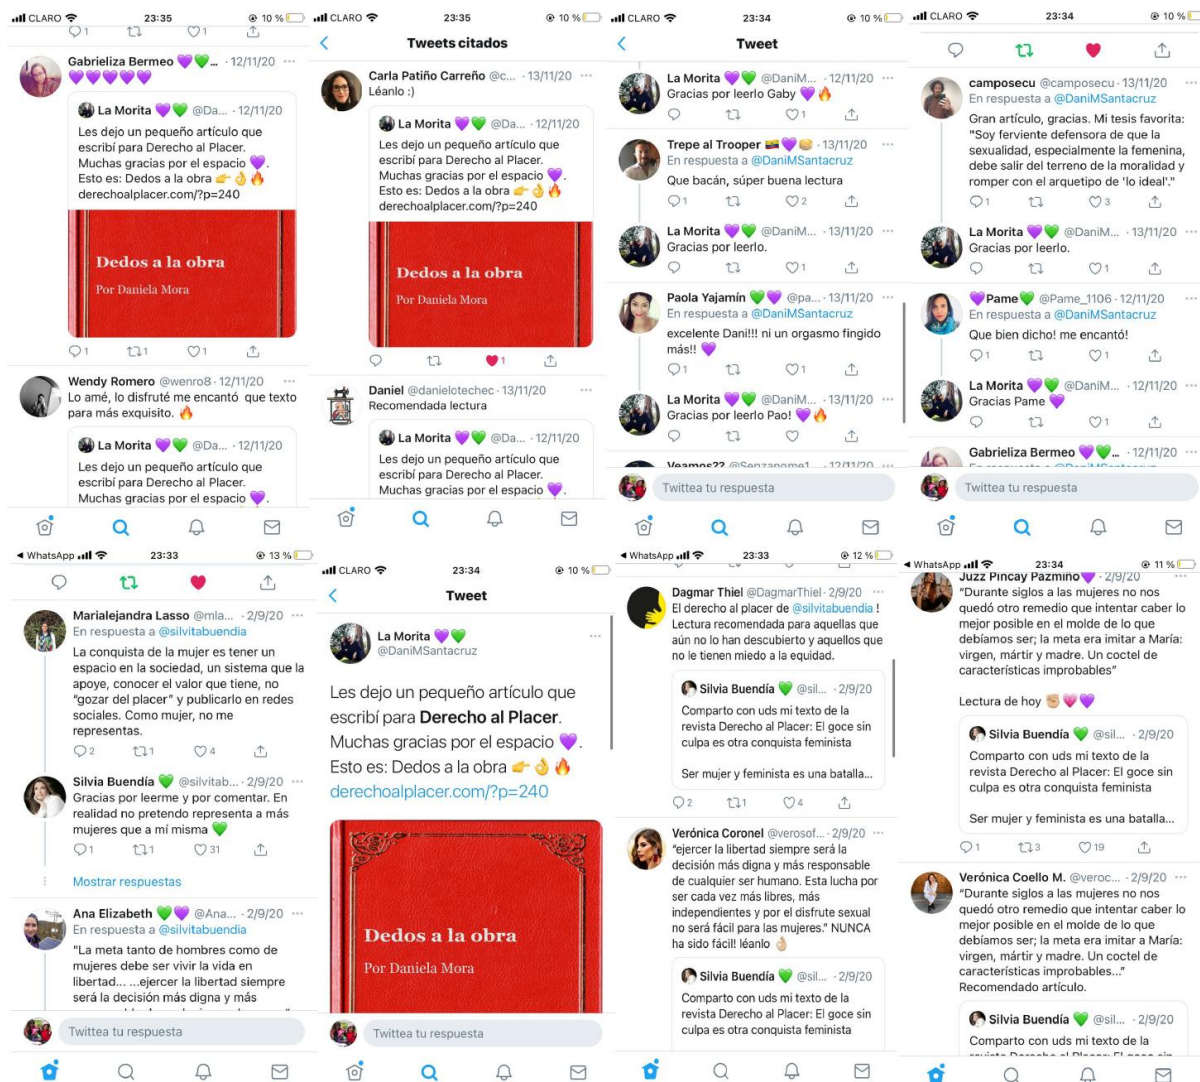 CLARO 23:35 10 %
1 1
Gabrieliza Bermeo 💜💚... · 12/11/20 ···
💜💜💜💜💜
La Morita 💜💚 @Da... · 12/11/20
Les dejo un pequeño artículo que
escribí para Derecho al Placer.
Muchas gracias por el espacio 💜.
Esto es: Dedos a la obra 👉👌🔥
derechoalplacer.com/?p=240
Dedos a la obra
Por Daniela Mora
1 1 1
Wendy Romero @wenro8 · 12/11/20 ···
Lo amé, lo disfruté me encantó que texto
para más exquisito. 🔥
La Morita 💜💚 @Da... · 12/11/20
Les dejo un pequeño artículo que
escribí para Derecho al Placer.
Muchas gracias por el espacio 💜.
CLARO 23:35 10 %
Tweets citados
Carla Patiño Carreño @c... · 13/11/20 ···
Léanlo :)
La Morita 💜💚 @Da... · 12/11/20
Les dejo un pequeño artículo que
escribí para Derecho al Placer.
Muchas gracias por el espacio 💜.
Esto es: Dedos a la obra 👉👌🔥
derechoalplacer.com/?p=240
Dedos a la obra
Por Daniela Mora
1
Daniel @danielotechec · 13/11/20 ···
Recomendada lectura
La Morita 💜💚 @Da... · 12/11/20
Les dejo un pequeño artículo que
escribí para Derecho al Placer.
Muchas gracias por el espacio 💜.
CLARO 23:34 10 %
Tweet
La Morita 💜💚 @DaniM... · 12/11/20 ···
Gracias por leerlo Gaby 💜🔥
1
Trepe al Trooper 🇪🇨💜 · 13/11/20 ···
En respuesta a @DaniMSantacruz
Que bacán, súper buena lectura
1 2
La Morita 💜💚 @DaniM... · 13/11/20 ···
Gracias por leerlo.
1
Paola Yajamín 💚💜 @pa... · 13/11/20 ···
En respuesta a @DaniMSantacruz
excelente Dani!!! ni un orgasmo fingido
más!! 💜
1 1
La Morita 💜💚 @DaniM... · 13/11/20 ···
Gracias por leerlo Pao! 💜🔥
Veamos?? @Senzanome1 · 12/11/20 ···
Twittea tu respuesta
CLARO 23:34 10 %
camposecu @camposecu · 13/11/20 ···
En respuesta a @DaniMSantacruz
Gran artículo, gracias. Mi tesis favorita:
"Soy ferviente defensora de que la
sexualidad, especialmente la femenina,
debe salir del terreno de la moralidad y
romper con el arquetipo de 'lo ideal'."
1 3
La Morita 💜💚 @DaniM... · 13/11/20 ···
Gracias por leerlo.
1
💜Pame💚 @Pame_1106 · 12/11/20 ···
En respuesta a @DaniMSantacruz
Que bien dicho! me encantó!
1 1
La Morita 💜💚 @DaniM... · 12/11/20 ···
Gracias Pame 💜
1
Gabrieliza Bermeo 💜💚... · 12/11/20 ···
En respuesta a @DaniMSantacruz
Twittea tu respuesta
WhatsApp 23:33 13 %
Marialejandra Lasso @mla... · 2/9/20 ···
En respuesta a @silvitabuendia
La conquista de la mujer es tener un
espacio en la sociedad, un sistema que la
apoye, conocer el valor que tiene, no
"gozar del placer" y publicarlo en redes
sociales. Como mujer, no me
representas.
2 1 4
Silvia Buendía 💚 @silvitab... · 2/9/20 ···
Gracias por leerme y por comentar. En
realidad no pretendo representa a más
mujeres que a mí misma 💚
1 1 31
Mostrar respuestas
Ana Elizabeth 💚💜 @Ana... · 2/9/20 ···
En respuesta a @silvitabuendia
"La meta tanto de hombres como de
mujeres debe ser vivir la vida en
libertad... ...ejercer la libertad siempre
será la decisión más digna y más
Twittea tu respuesta
CLARO 23:34 10 %
Tweet
La Morita 💜💚 ···
@DaniMSantacruz
Les dejo un pequeño artículo que
escribí para Derecho al Placer.
Muchas gracias por el espacio 💜.
Esto es: Dedos a la obra 👉👌🔥
derechoalplacer.com/?p=240
Dedos a la obra
Por Daniela Mora
Twittea tu respuesta
WhatsApp 23:33 12 %
Dagmar Thiel @DagmarThiel · 2/9/20 ···
El derecho al placer de @silvitabuendia !
Lectura recomendada para aquellas que
aún no lo han descubierto y aquellos que
no le tienen miedo a la equidad.
Silvia Buendía 💚 @sil... · 2/9/20
Comparto con uds mi texto de la
revista Derecho al Placer: El goce sin
culpa es otra conquista feminista
Ser mujer y feminista es una batalla...
2 1 4
Verónica Coronel @verosof... · 2/9/20 ···
"ejercer la libertad siempre será la
decisión más digna y más responsable
de cualquier ser humano. Esta lucha por
ser cada vez más libres, más
independientes y por el disfrute sexual
no será fácil para las mujeres." NUNCA
ha sido fácil! léanlo 👌🏻
Silvia Buendía 💚 @sil... · 2/9/20
Comparto con uds mi texto de la
revista Derecho al Placer: El goce sin
culpa es otra conquista feminista
WhatsApp 23:34 11 %
Juzz Pincay Pazmiño💜 · 2/9/20 ···
"Durante siglos a las mujeres no nos
quedó otro remedio que intentar caber lo
mejor posible en el molde de lo que
debíamos ser; la meta era imitar a María:
virgen, mártir y madre. Un coctel de
características improbables"
Lectura de hoy ✊🏼💗💜
Silvia Buendía 💚 @sil... · 2/9/20
Comparto con uds mi texto de la
revista Derecho al Placer: El goce sin
culpa es otra conquista feminista
Ser mujer y feminista es una batalla...
1 3 19
Verónica Coello M. @veroc... · 2/9/20 ···
"Durante siglos a las mujeres no nos
quedó otro remedio que intentar caber lo
mejor posible en el molde de lo que
debíamos ser; la meta era imitar a María:
virgen, mártir y madre. Un coctel de
características improbables..."
Recomendado artículo.
Silvia Buendía 💚 @sil... · 2/9/20
Comparto con uds mi texto de la
revista Derecho al Placer: El goce sin